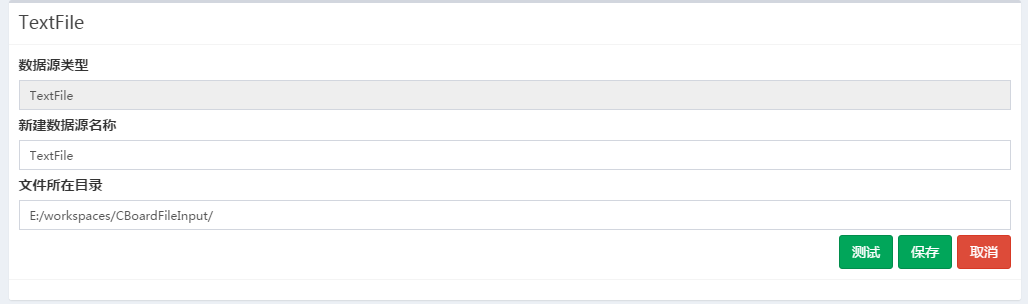 TextFile
数据源类型
TextFile
新建数据源名称
TextFile
文件所在目录
E:/workspaces/CBoardFileInput/
测试 保存 取消